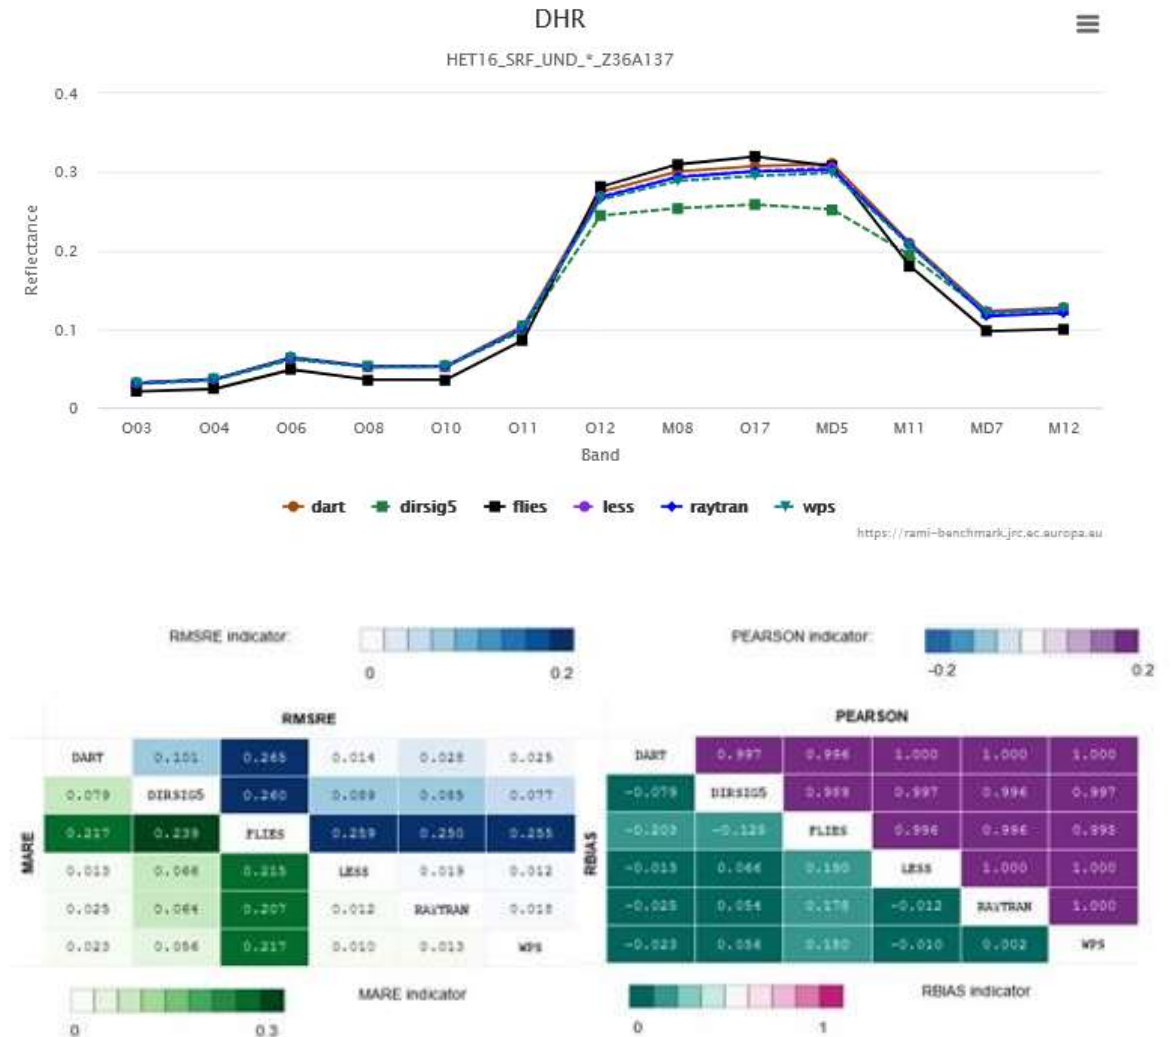 DHR
HET16_SRF_UND_*_Z36A137
0.4
0.3
0.2
0.1
0
Reflectance
O03 O04 O06 O08 O10 O11 O12 M08 O17 MD5 M11 MD7 M12
Band
dart dirsig5 flies less raytran wps
https://rami-benchmark.jrc.ec.europa.eu
RMSRE indicator:
0 0.2
PEARSON indicator:
-0.2 0.2
RMSRE
MARE
DART 0.101 0.265 0.014 0.028 0.025
0.079 DIRSIG5 0.260 0.089 0.085 0.077
0.217 0.239 FLIES 0.259 0.250 0.255
0.013 0.066 0.215 LESS 0.019 0.012
0.025 0.064 0.207 0.012 RAYTRAN 0.018
0.023 0.056 0.217 0.010 0.013 WPS
MARE indicator
0 0.3
PEARSON
RBIAS
DART 0.997 0.996 1.000 1.000 1.000
-0.079 DIRSIG5 0.988 0.997 0.996 0.997
-0.203 FLIES 0.996 0.996 0.995
-0.013 0.066 0.190 LESS 1.000 1.000
-0.025 0.054 0.178 -0.012 RAYTRAN 1.000
-0.023 0.056 0.180 -0.010 0.002 WPS
RBIAS indicator
0 1